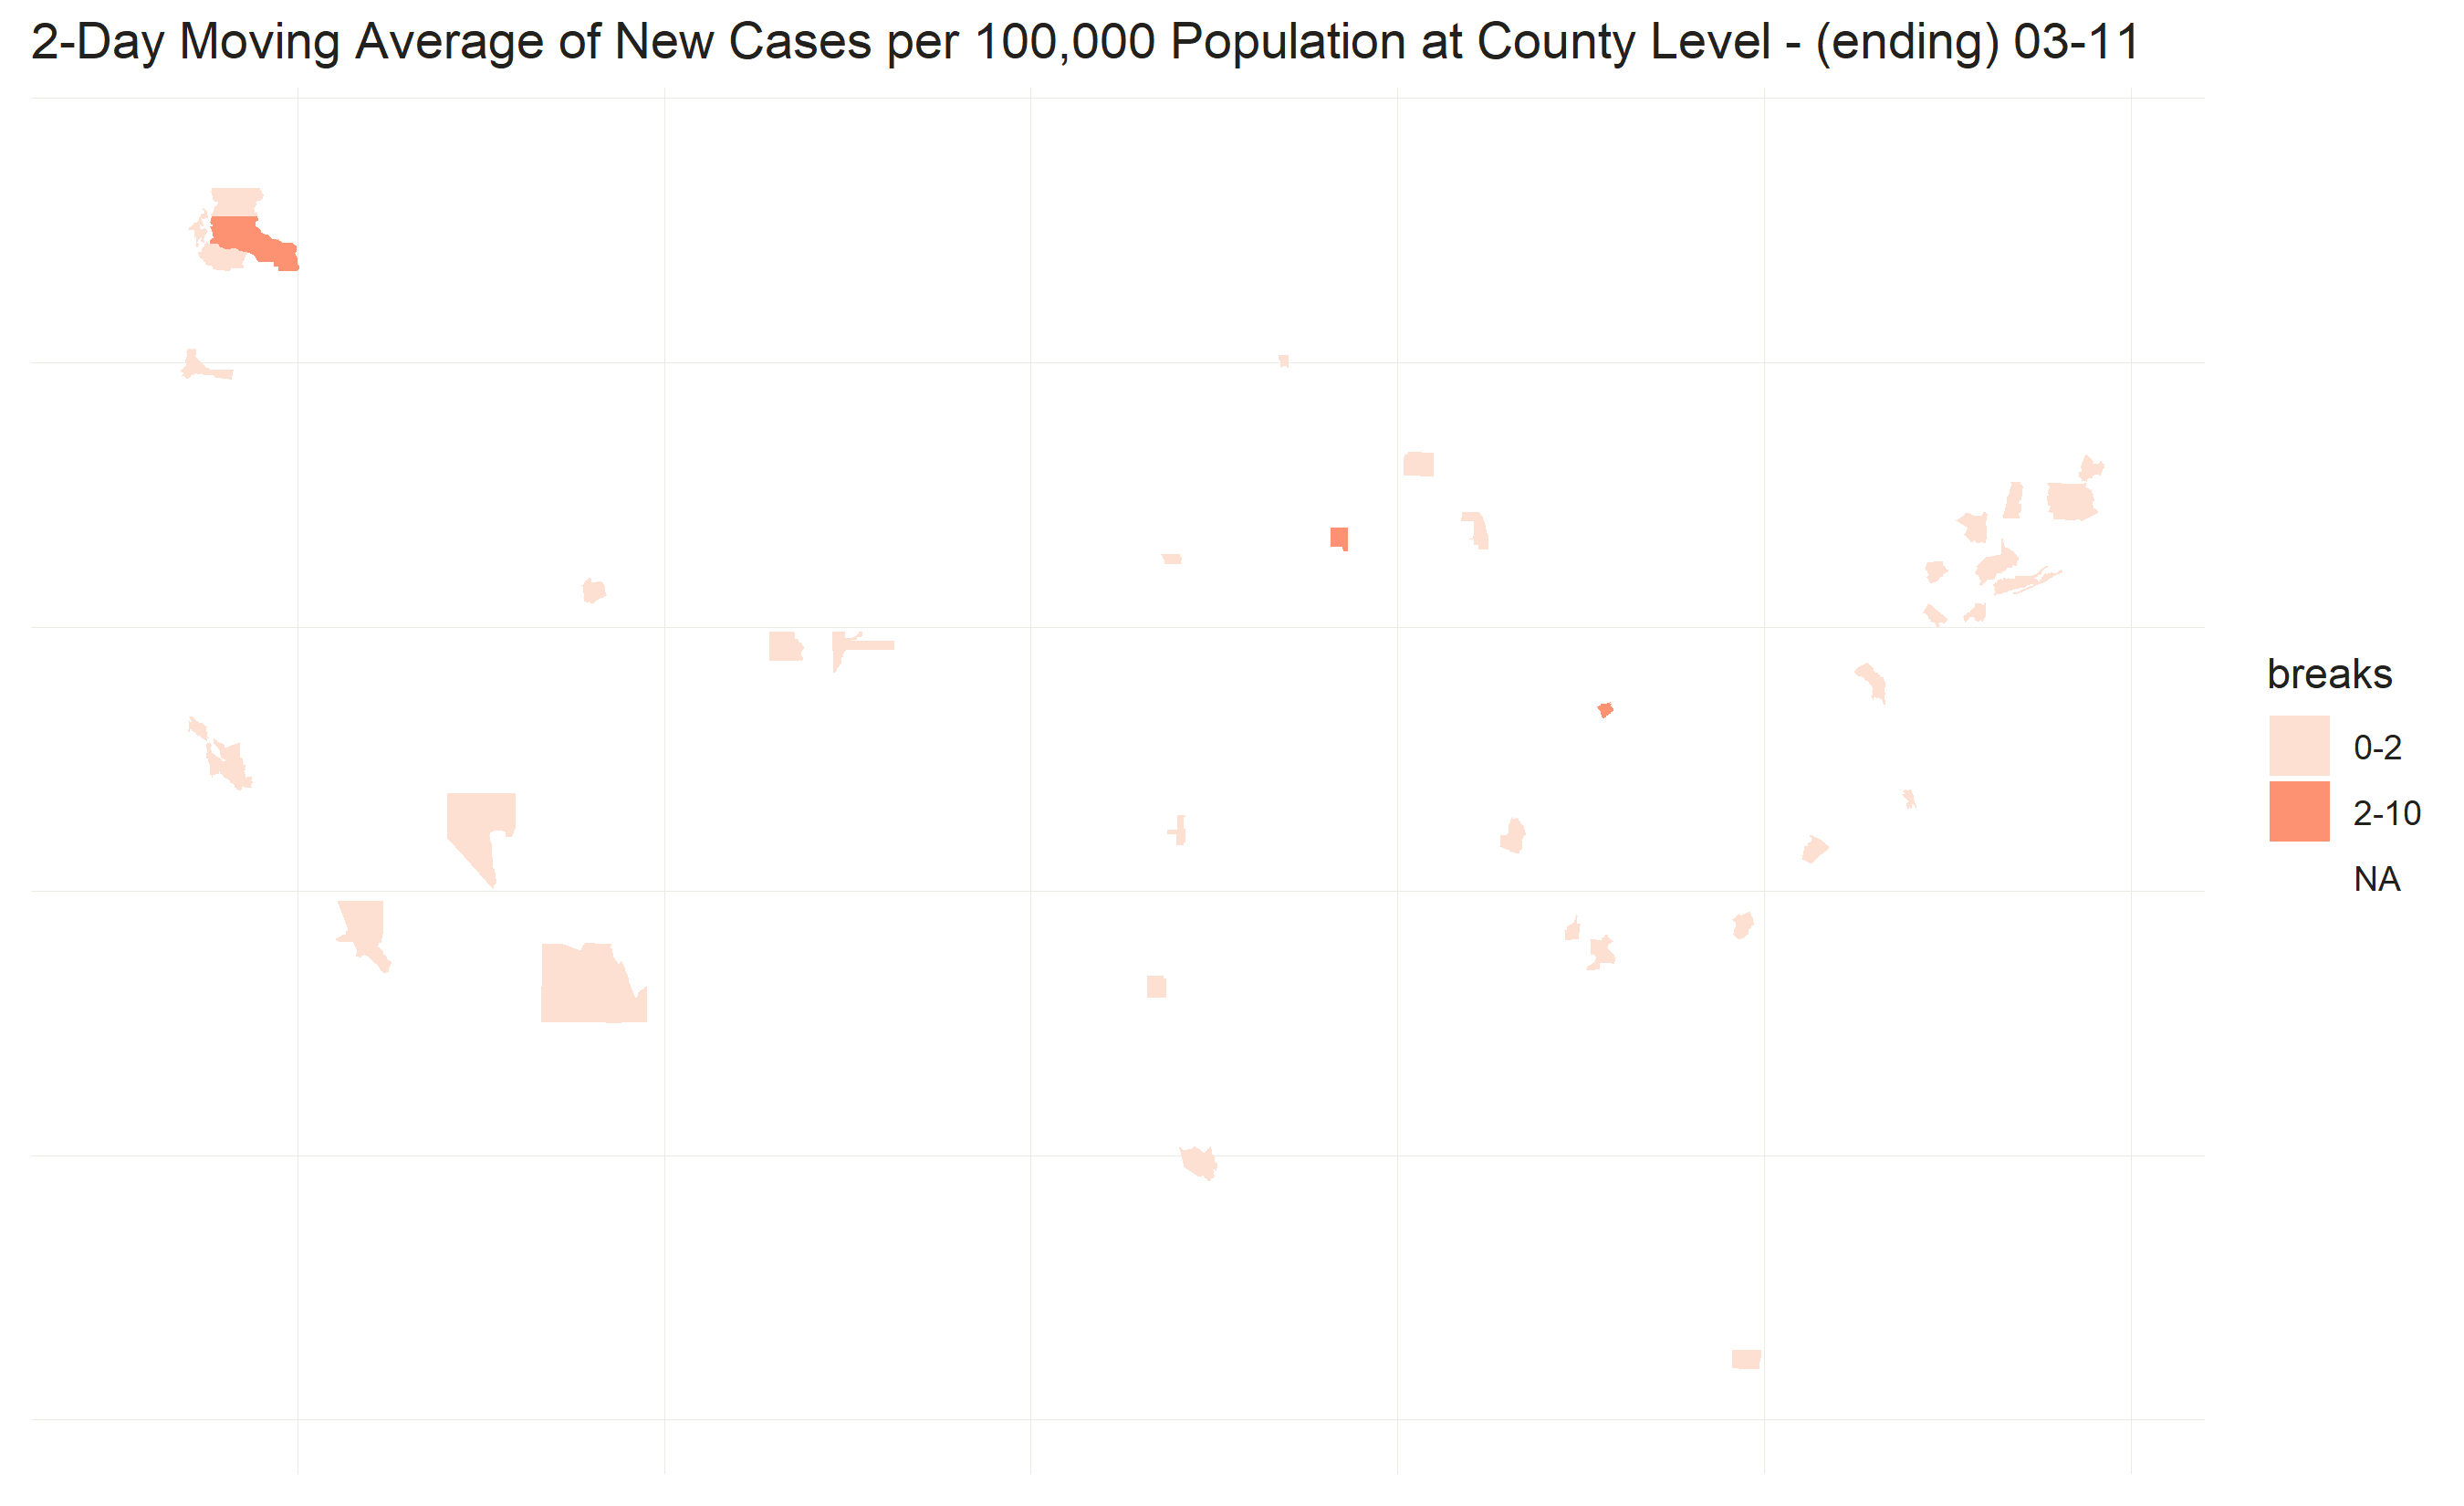 2-Day Moving Average of New Cases per 100,000 Population at County Level - (ending) 03-11
breaks
0-2
2-10
NA